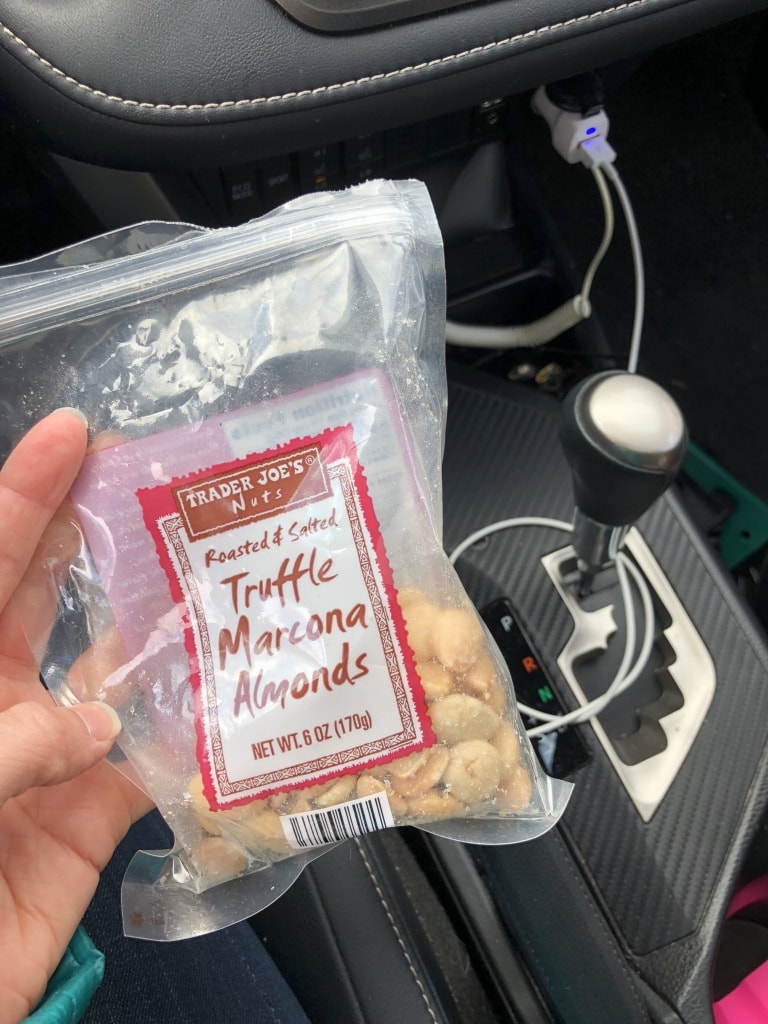 TRADER JOE'S®
Nuts
Roasted & Salted
Truffle
Marcona
Almonds
NET WT. 6 OZ (170g)
P
R
N